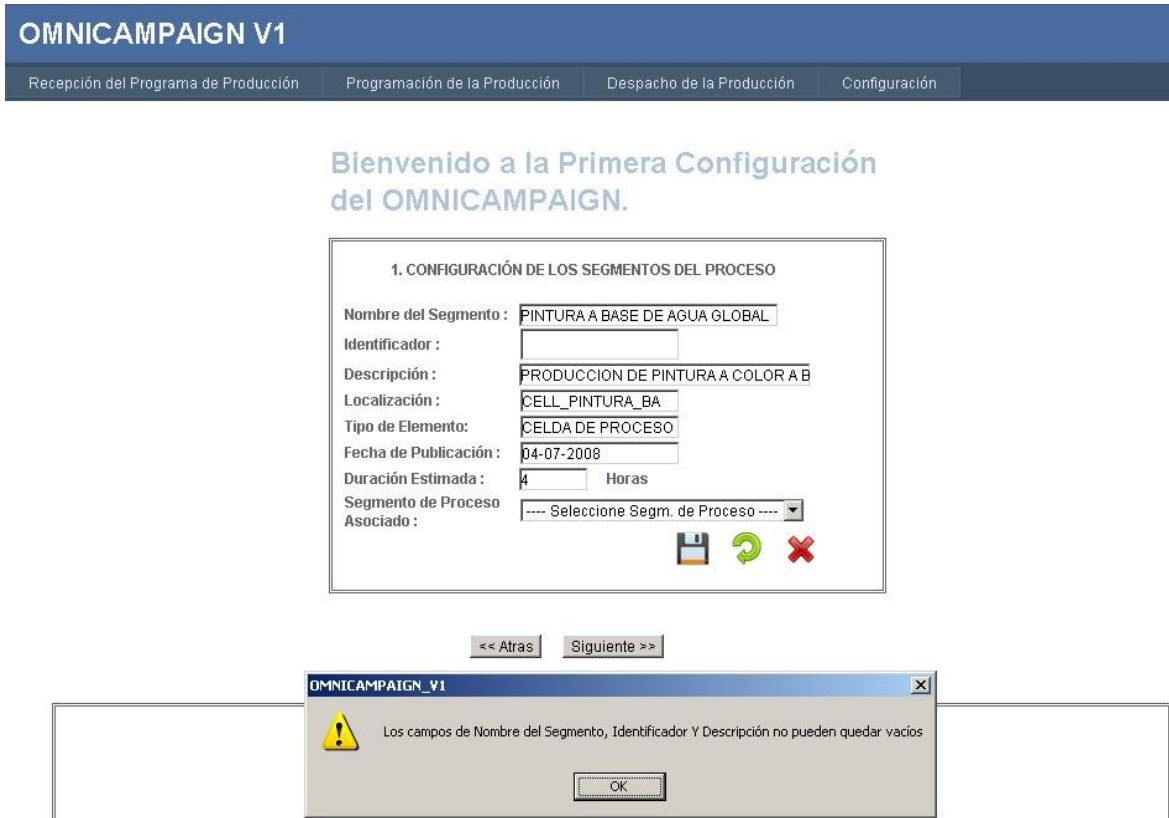 OMNICAMPAIGN V1
Recepción del Programa de Producción Programación de la Producción Despacho de la Producción Configuración
Bienvenido a la Primera Configuración
del OMNICAMPAIGN.
1. CONFIGURACIÓN DE LOS SEGMENTOS DEL PROCESO
Nombre del Segmento : PINTURA A BASE DE AGUA GLOBAL
Identificador :
Descripción : PRODUCCION DE PINTURA A COLOR A B
Localización : CELL_PINTURA_BA
Tipo de Elemento: CELDA DE PROCESO
Fecha de Publicación : 04-07-2008
Duración Estimada : 4 Horas
Segmento de Proceso
Asociado : ---- Seleccione Segm. de Proceso ----
<< Atras Siguiente >>
OMNICAMPAIGN_V1
Los campos de Nombre del Segmento, Identificador Y Descripción no pueden quedar vacíos
OK